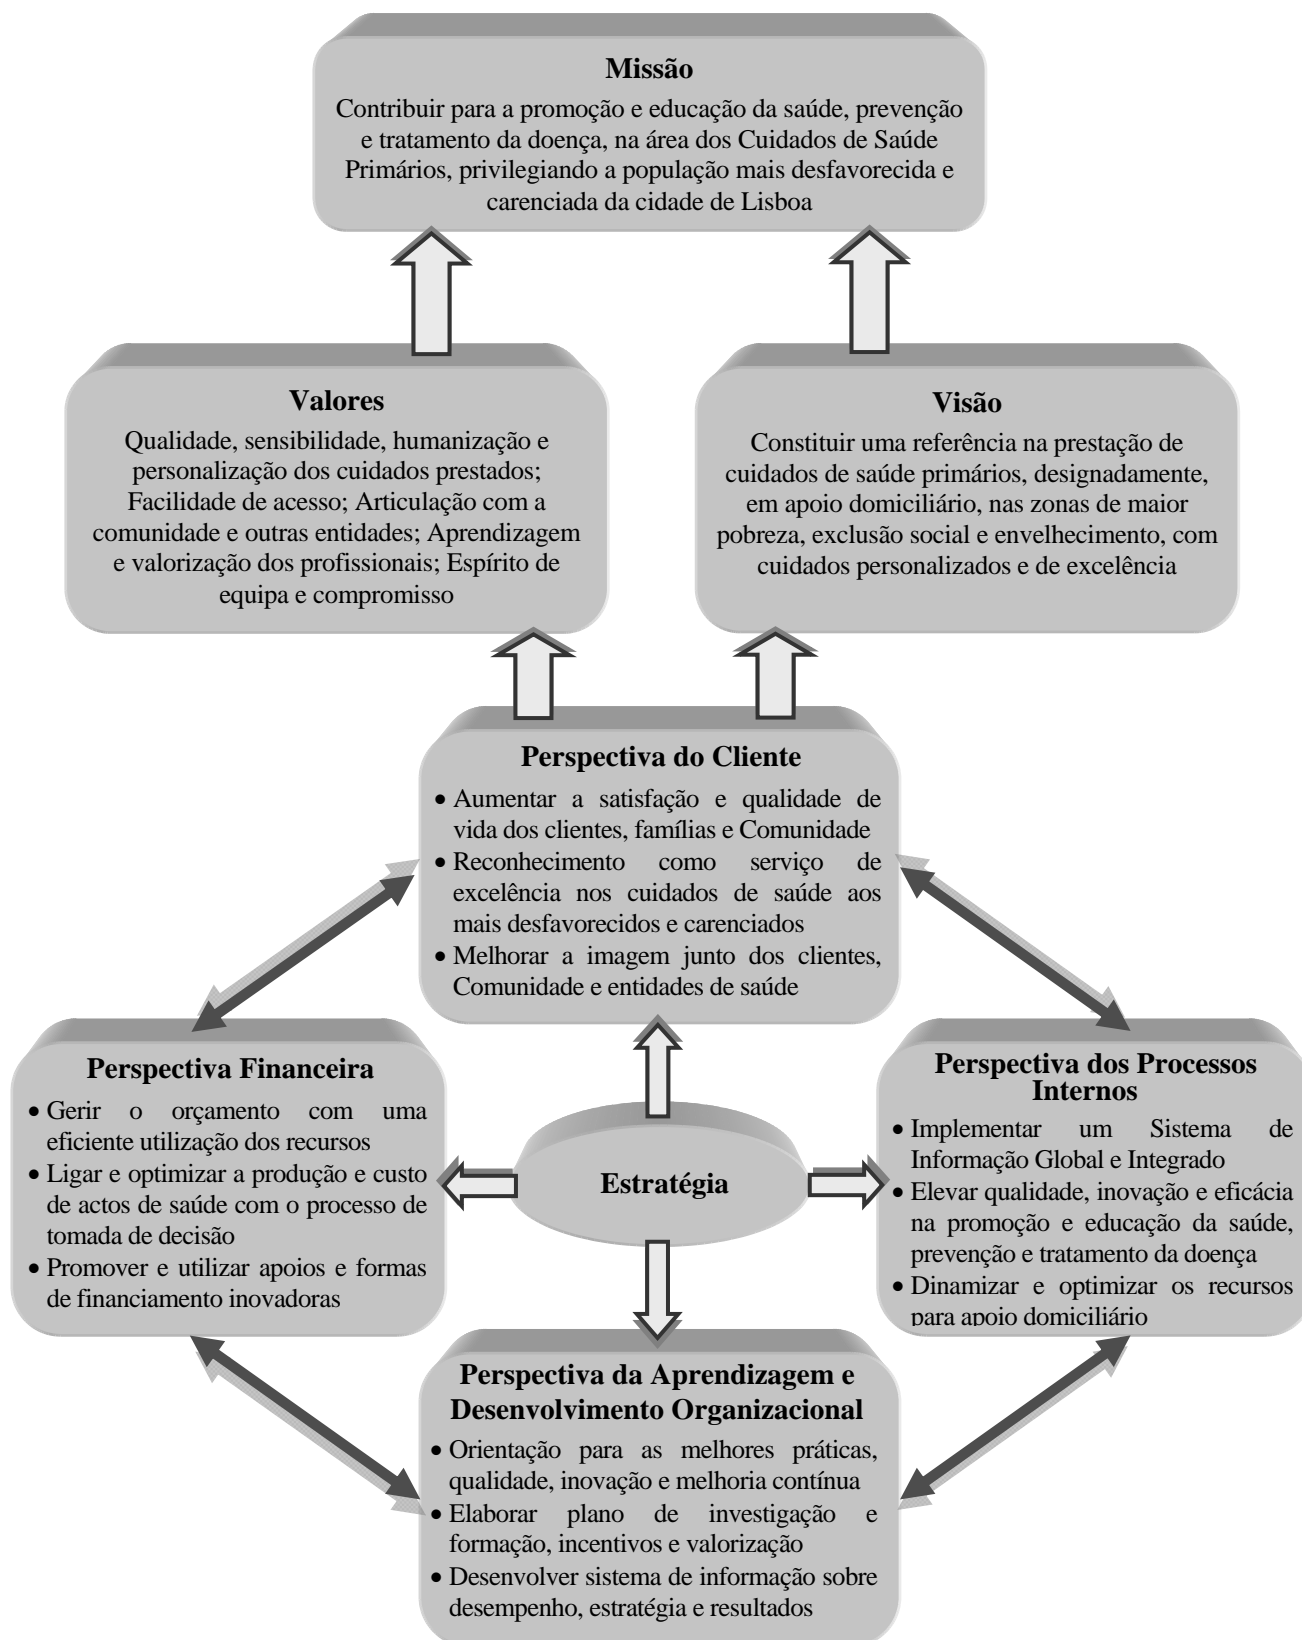 Missão
Contribuir para a promoção e educação da saúde, prevenção
e tratamento da doença, na área dos Cuidados de Saúde
Primários, privilegiando a população mais desfavorecida e
carenciada da cidade de Lisboa
Valores
Qualidade, sensibilidade, humanização e
personalização dos cuidados prestados;
Facilidade de acesso; Articulação com a
comunidade e outras entidades; Aprendizagem
e valorização dos profissionais; Espírito de
equipa e compromisso
Visão
Constituir uma referência na prestação de
cuidados de saúde primários, designadamente,
em apoio domiciliário, nas zonas de maior
pobreza, exclusão social e envelhecimento, com
cuidados personalizados e de excelência
Perspectiva do Cliente
• Aumentar a satisfação e qualidade de
vida dos clientes, famílias e Comunidade
• Reconhecimento como serviço de
excelência nos cuidados de saúde aos
mais desfavorecidos e carenciados
• Melhorar a imagem junto dos clientes,
Comunidade e entidades de saúde
Perspectiva Financeira
• Gerir o orçamento com uma
eficiente utilização dos recursos
• Ligar e optimizar a produção e custo
de actos de saúde com o processo de
tomada de decisão
• Promover e utilizar apoios e formas
de financiamento inovadoras
Estratégia
Perspectiva dos Processos
Internos
• Implementar um Sistema de
Informação Global e Integrado
• Elevar qualidade, inovação e eficácia
na promoção e educação da saúde,
prevenção e tratamento da doença
• Dinamizar e optimizar os recursos
para apoio domiciliário
Perspectiva da Aprendizagem e
Desenvolvimento Organizacional
• Orientação para as melhores práticas,
qualidade, inovação e melhoria contínua
• Elaborar plano de investigação e
formação, incentivos e valorização
• Desenvolver sistema de informação sobre
desempenho, estratégia e resultados